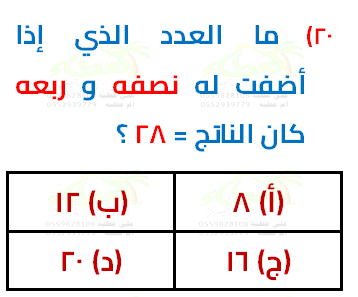 ٢٠) ما العدد الذي إذا
أضفت له نصفه و ربعه
كان الناتج = ٢٨ ؟
(أ) ٨
(ب) ١٢
(ج) ١٦
(د) ٢٠